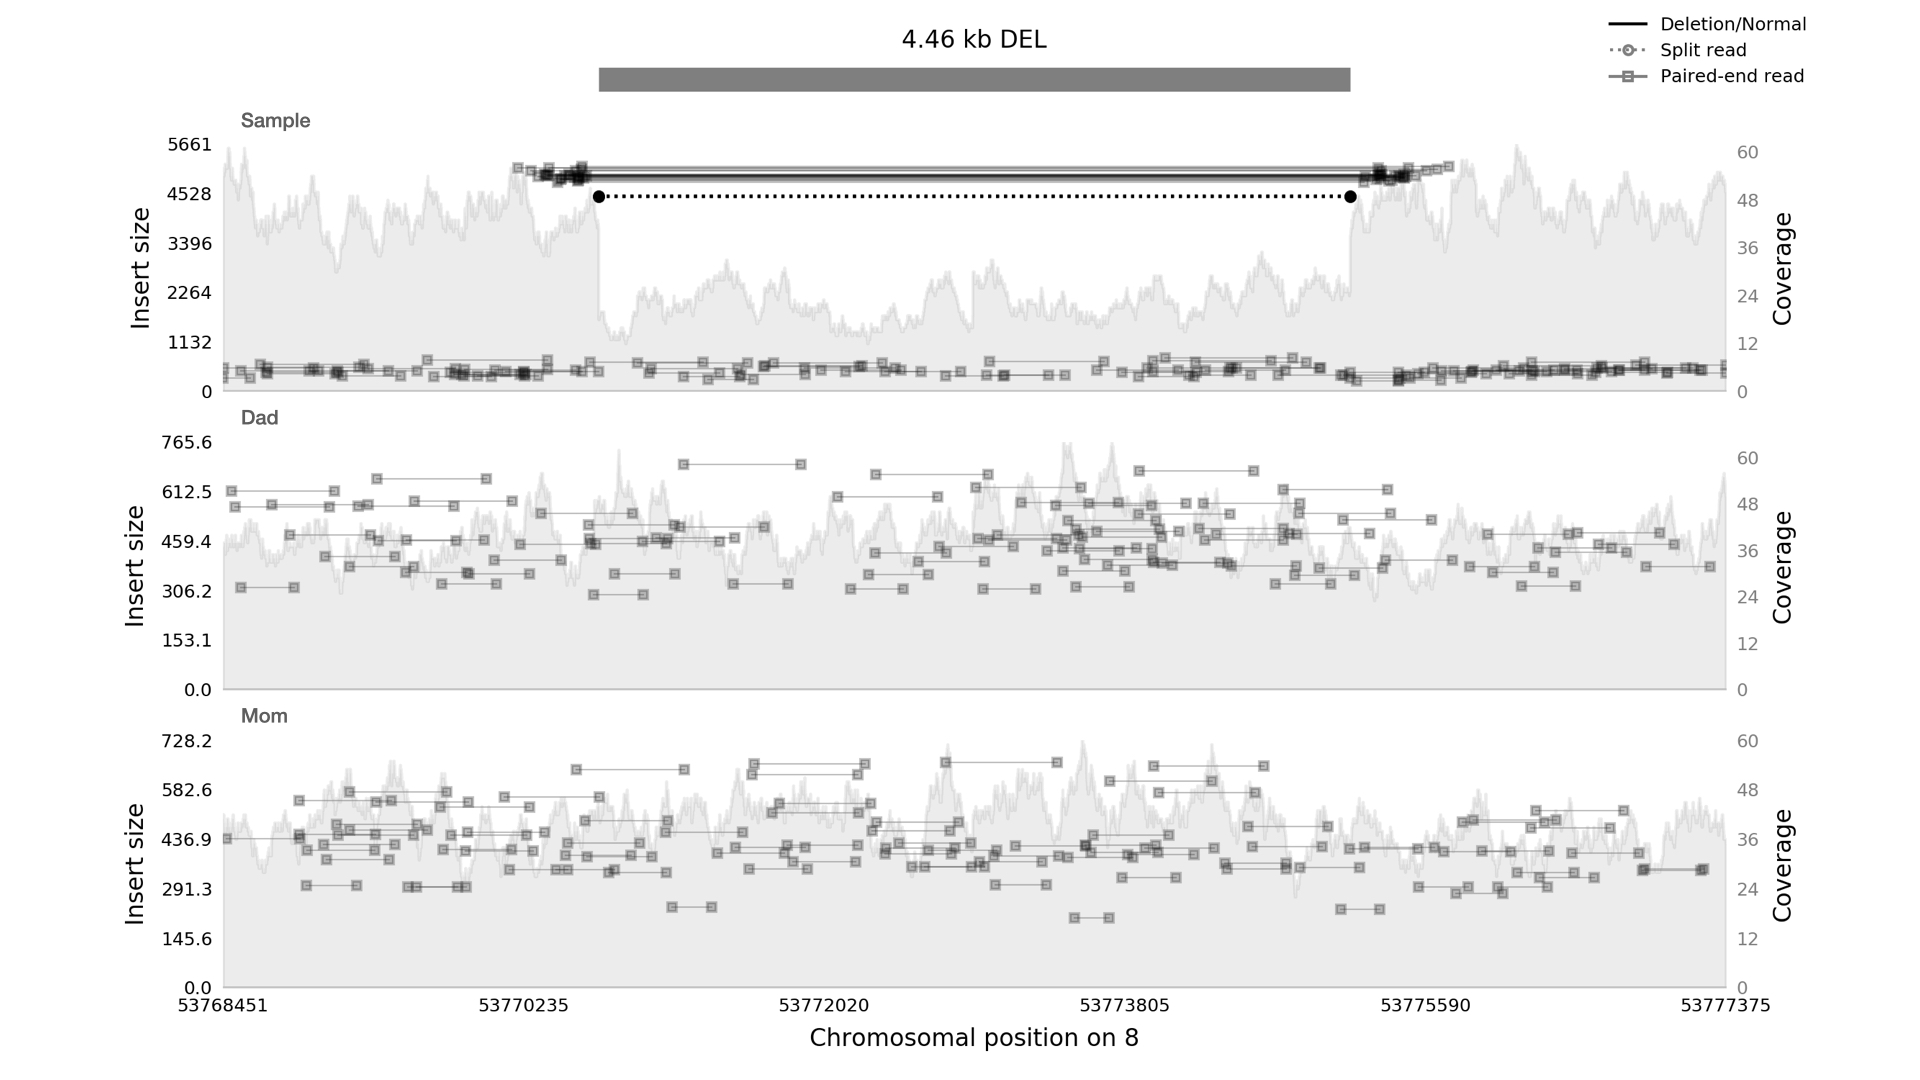 4.46 kb DEL
Deletion/Normal
Split read
Paired-end read
Sample
5661
4528
3396
2264
1132
0
Insert size
60
48
36
24
12
0
Coverage
Dad
765.6
612.5
459.4
306.2
153.1
0.0
Insert size
60
48
36
24
12
0
Coverage
Mom
728.2
582.6
436.9
291.3
145.6
0.0
Insert size
60
48
36
24
12
0
Coverage
53768451 53770235 53772020 53773805 53775590 53777375
Chromosomal position on 8